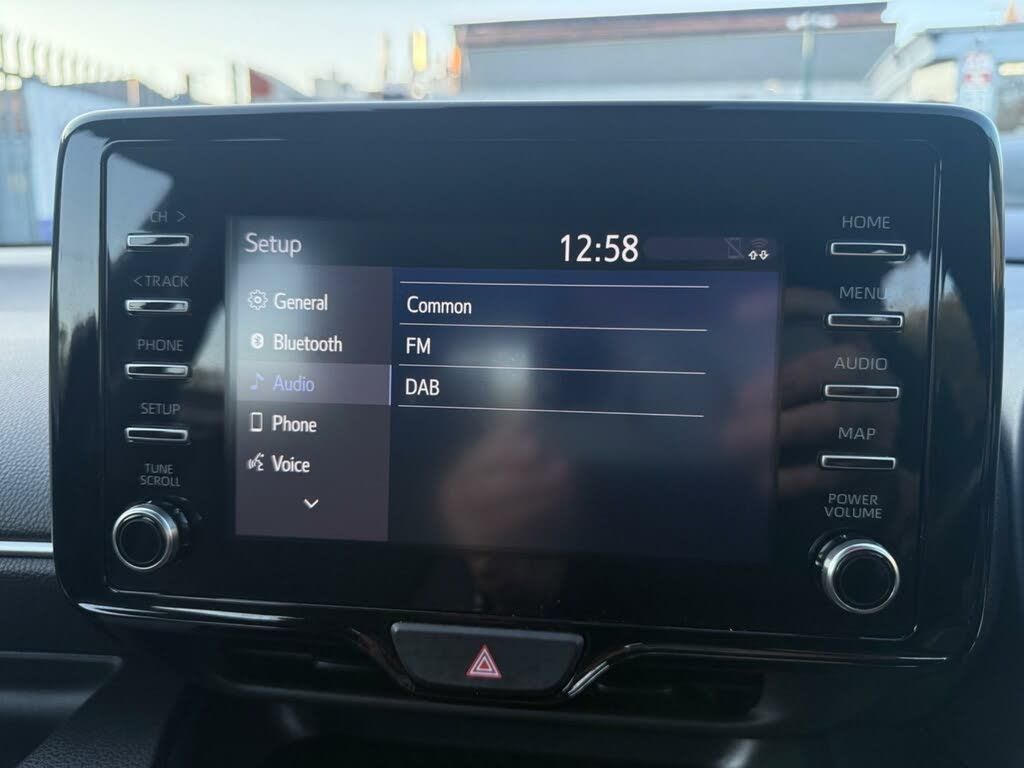 CH >
< TRACK
PHONE
SETUP
TUNE
SCROLL
Setup
12:58
General
Bluetooth
Audio
Phone
Voice
Common
FM
DAB
HOME
MENU
AUDIO
MAP
POWER
VOLUME